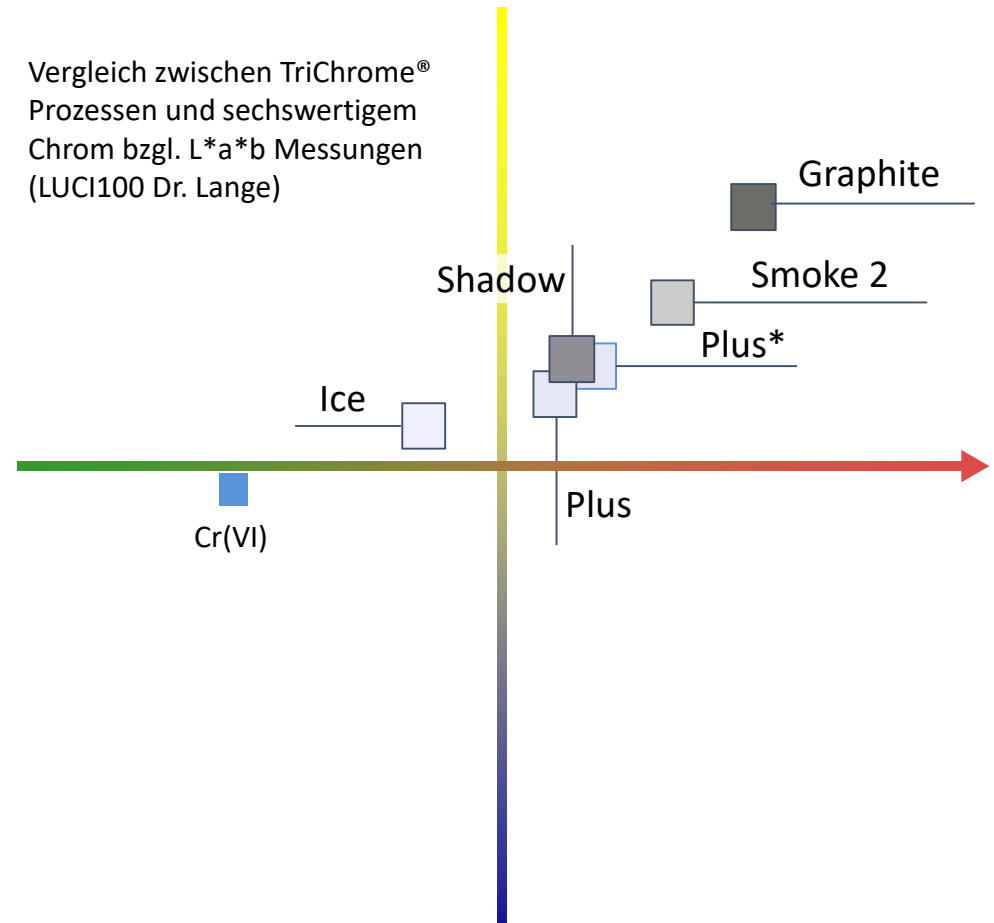 Vergleich zwischen TriChrome®
Prozessen und sechswertigem
Chrom bzgl. L*a*b Messungen
(LUCI100 Dr. Lange)
Graphite
Shadow
Smoke 2
Plus*
Ice
Plus
Cr(VI)